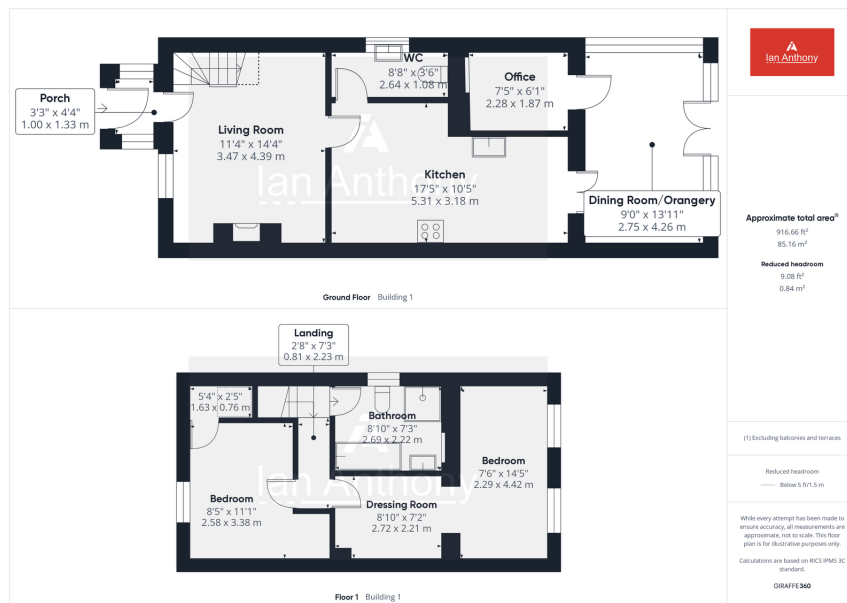 Porch
3'3" x 4'4"
1.00 x 1.33 m
Living Room
11'4" x 14'4"
3.47 x 4.39 m
WC
8'8" x 3'6"
2.64 x 1.08 m
Office
7'5" x 6'1"
2.28 x 1.87 m
Kitchen
17'5" x 10'5"
5.31 x 3.18 m
Dining Room/Orangery
9'0" x 13'11"
2.75 x 4.26 m
Ian Anthony
Ground Floor Building 1
Landing
2'8" x 7'3"
0.81 x 2.23 m
5'4" x 2'5"
1.63 x 0.76 m
Bathroom
8'10" x 7'3"
2.69 x 2.22 m
Bedroom
7'6" x 14'5"
2.29 x 4.42 m
Bedroom
8'5" x 11'1"
2.58 x 3.38 m
Dressing Room
8'10" x 7'2"
2.72 x 2.21 m
Ian Anthony
Floor 1 Building 1
Ian Anthony
Approximate total area⁽¹⁾
916.66 ft²
85.16 m²
Reduced headroom
9.08 ft²
0.84 m²
(1) Excluding balconies and terraces
Reduced headroom
Below 5 ft/1.5 m
While every attempt has been made to
ensure accuracy, all measurements are
approximate, not to scale. This floor
plan is for illustrative purposes only.
Calculations are based on RICS IPMS 3C
standard.
GIRAFFE360